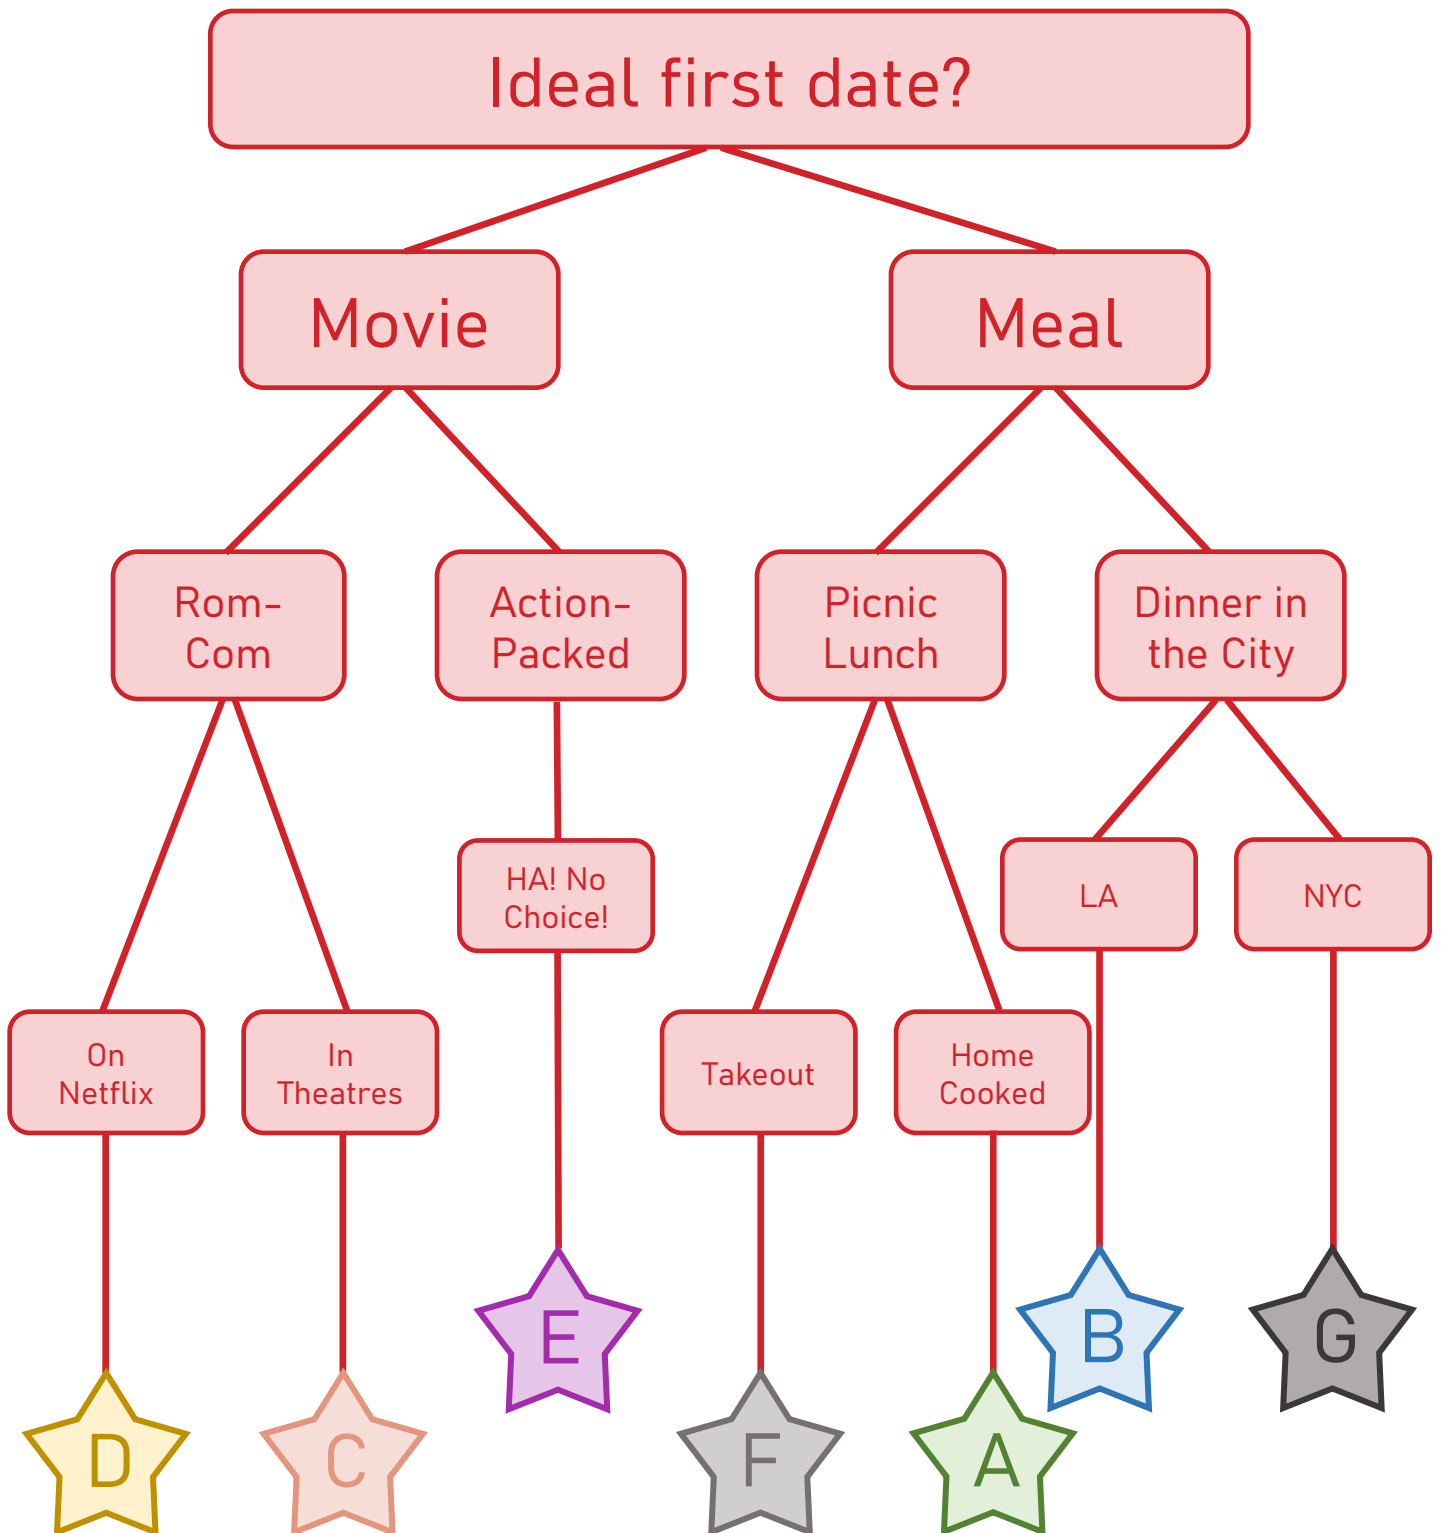 Ideal first date?
Movie
Meal
Rom-
Com
Action-
Packed
Picnic
Lunch
Dinner in
the City
HA! No
Choice!
LA
NYC
On
Netflix
In
Theatres
Takeout
Home
Cooked
E
B
G
D
C
F
A